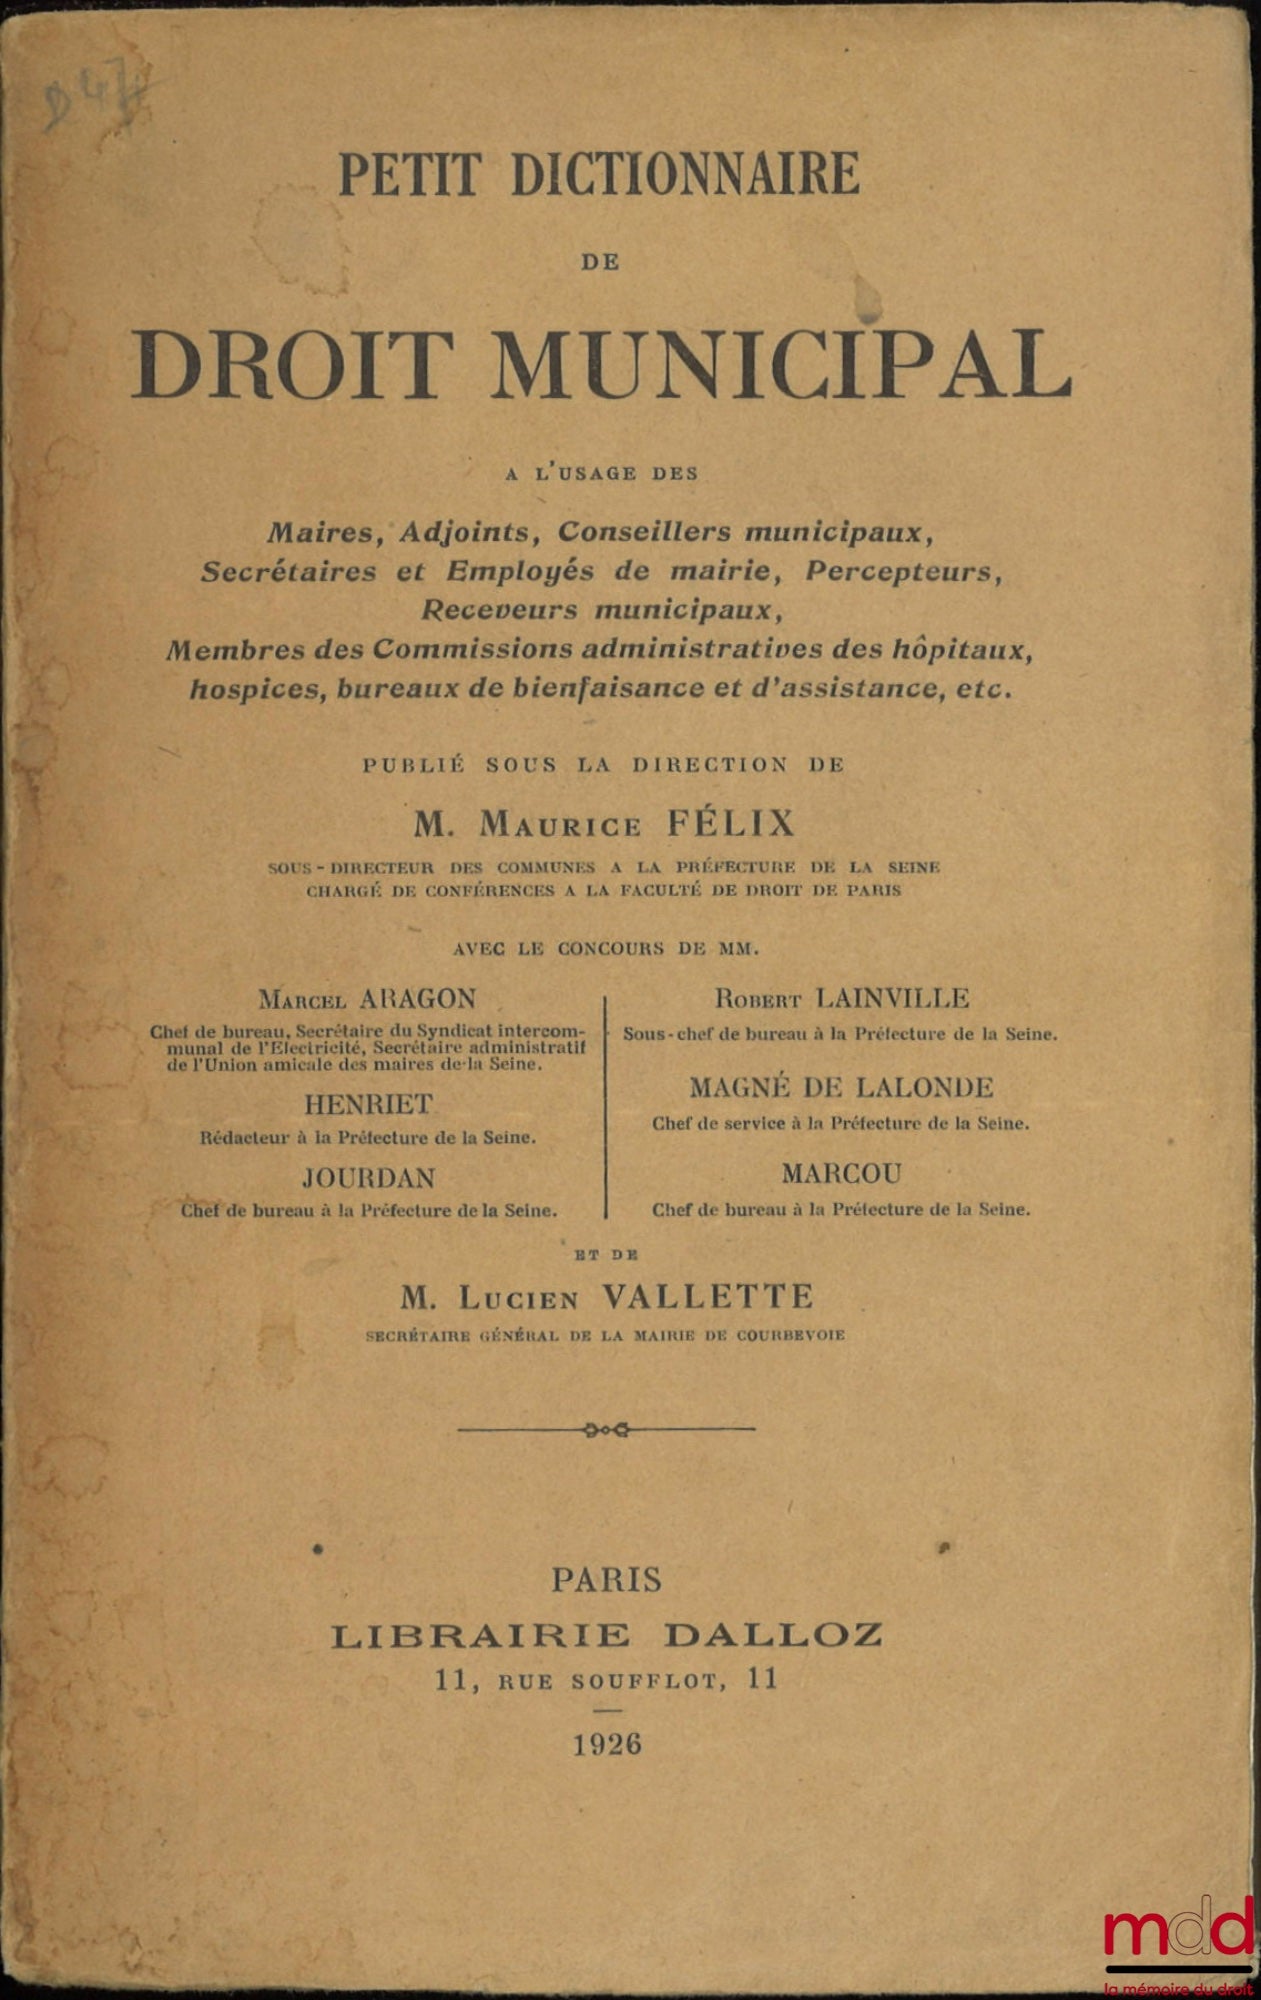 D47
PETIT DICTIONNAIRE
DE
DROIT MUNICIPAL
A L'USAGE DES
Maires, Adjoints, Conseillers municipaux,
Secrétaires et Employés de mairie, Percepteurs,
Receveurs municipaux,
Membres des Commissions administratives des hôpitaux,
hospices, bureaux de bienfaisance et d'assistance, etc.
PUBLIÉ SOUS LA DIRECTION DE
M. MAURICE FÉLIX
SOUS-DIRECTEUR DES COMMUNES A LA PRÉFECTURE DE LA SEINE
CHARGÉ DE CONFÉRENCES A LA FACULTÉ DE DROIT DE PARIS
AVEC LE CONCOURS DE MM.
MARCEL ARAGON
Chef de bureau, Secrétaire du Syndicat intercom-
munal de l'Electricité, Secrétaire administratif
de l'Union amicale des maires de la Seine.
HENRIET
Rédacteur à la Préfecture de la Seine.
JOURDAN
Chef de bureau à la Préfecture de la Seine.
ROBERT LAINVILLE
Sous-chef de bureau à la Préfecture de la Seine.
MAGNÉ DE LALONDE
Chef de service à la Préfecture de la Seine.
MARCOU
Chef de bureau à la Préfecture de la Seine.
ET DE
M. LUCIEN VALLETTE
SECRÉTAIRE GÉNÉRAL DE LA MAIRIE DE COURBEVOIE
PARIS
LIBRAIRIE DALLOZ
11, RUE SOUFFLOT, 11
1926
mdd
la mémoire du droit